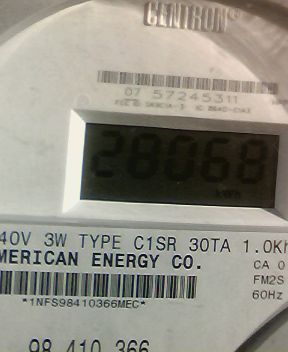 CENTRON®
07 57245311
28068
kWh
40V 3W TYPE C1SR 30TA 1.0Kh
MERICAN ENERGY CO.
CA 0
FM2S
60Hz
*1NFS98410366MEC*
98 410 366